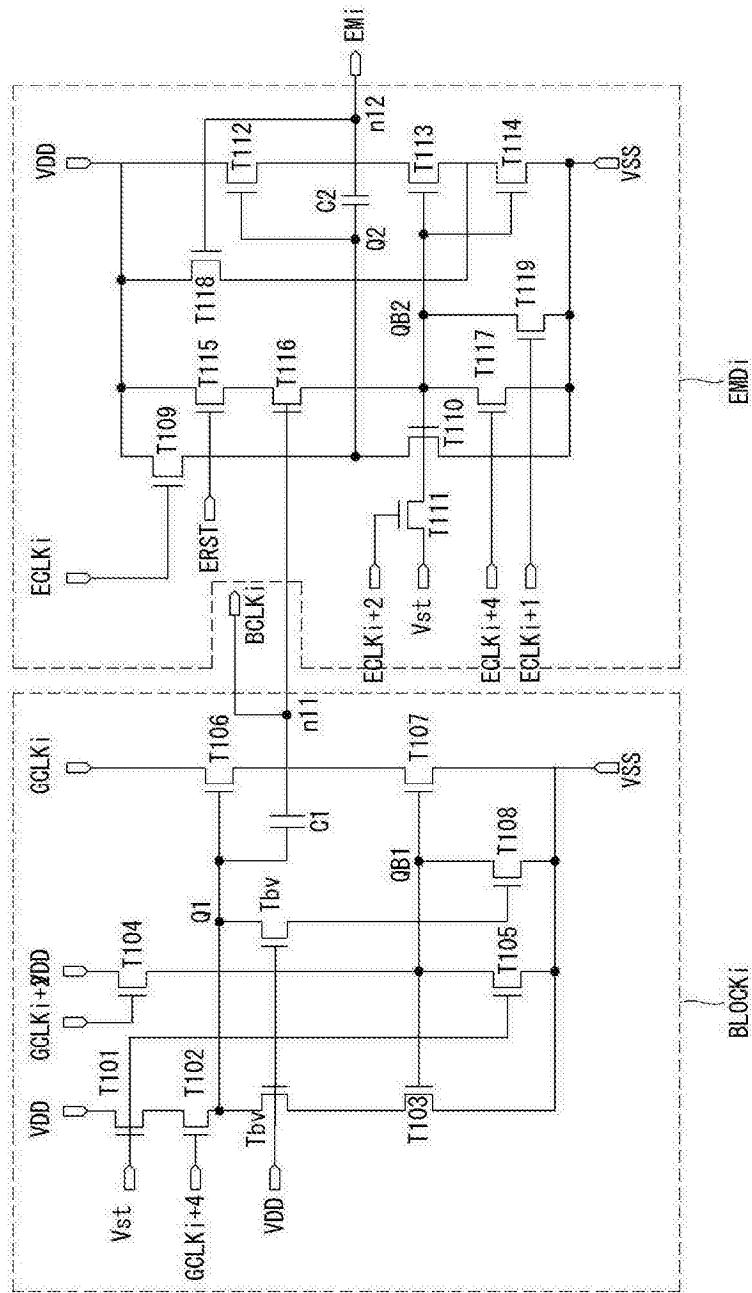 VDD
Vst
T101
GCLKi+4
T102
GCLKi+2
VDD
T104
Q1
Tbv
Tbv
VDD
T103
T105
QB1
T108
C1
GCLKi
T106
n11
T107
VSS
BLOCKi
BCLKi
ECLKi
T109
ERST
T115
T116
ECLKi+2
Vst
T111
T110
ECLKi+4
T117
ECLKi+1
T119
QB2
T118
VDD
T112
Q2
C2
n12
EMi
T113
T114
VSS
EMDi